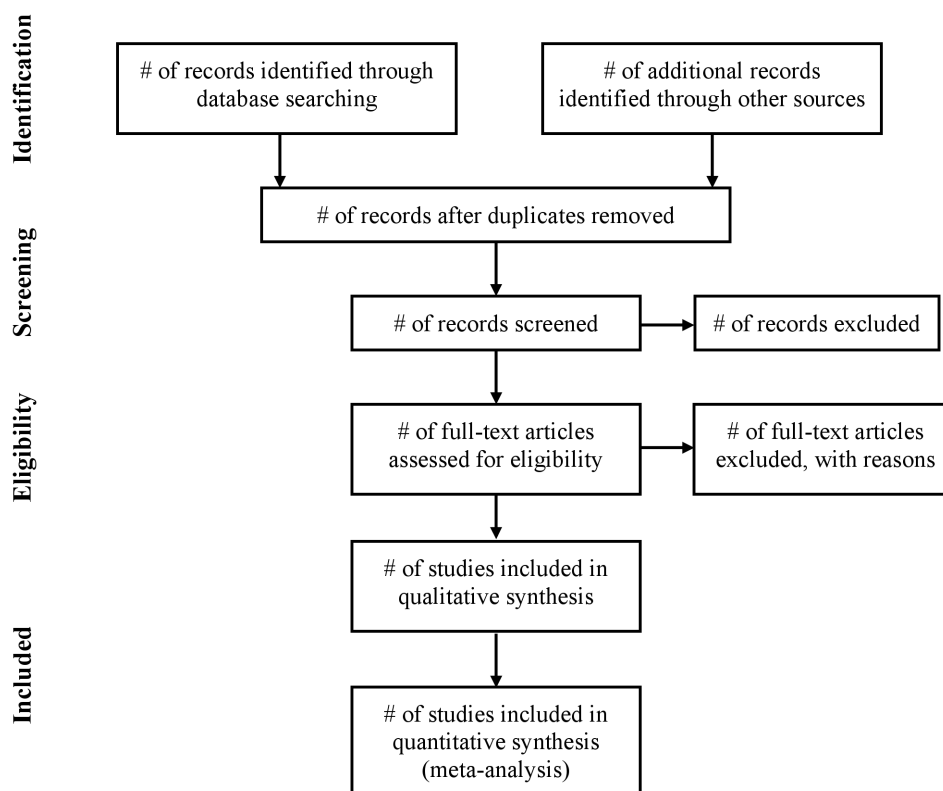 Identification
# of records identified through
database searching
# of additional records
identified through other sources
# of records after duplicates removed
Screening
# of records screened
# of records excluded
Eligibility
# of full-text articles
assessed for eligibility
# of full-text articles
excluded, with reasons
# of studies included in
qualitative synthesis
Included
# of studies included in
quantitative synthesis
(meta-analysis)